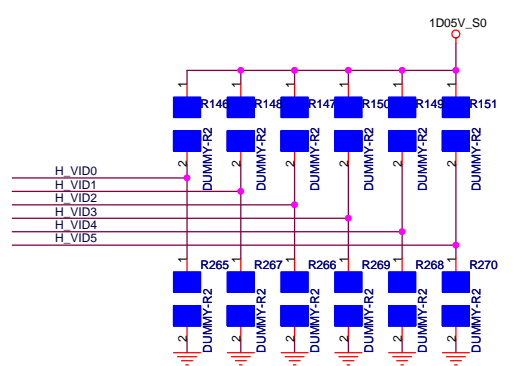 1D05V_S0
1 1 1 1 1 1
R146 R148 R147 R150 R149 R151
DUMMY-R2 DUMMY-R2 DUMMY-R2 DUMMY-R2 DUMMY-R2 DUMMY-R2
2 2 2 2 2 2
H_VID0
H_VID1
H_VID2
H_VID3
H_VID4
H_VID5
1 1 1 1 1 1
R265 R267 R266 R269 R268 R270
DUMMY-R2 DUMMY-R2 DUMMY-R2 DUMMY-R2 DUMMY-R2 DUMMY-R2
2 2 2 2 2 2